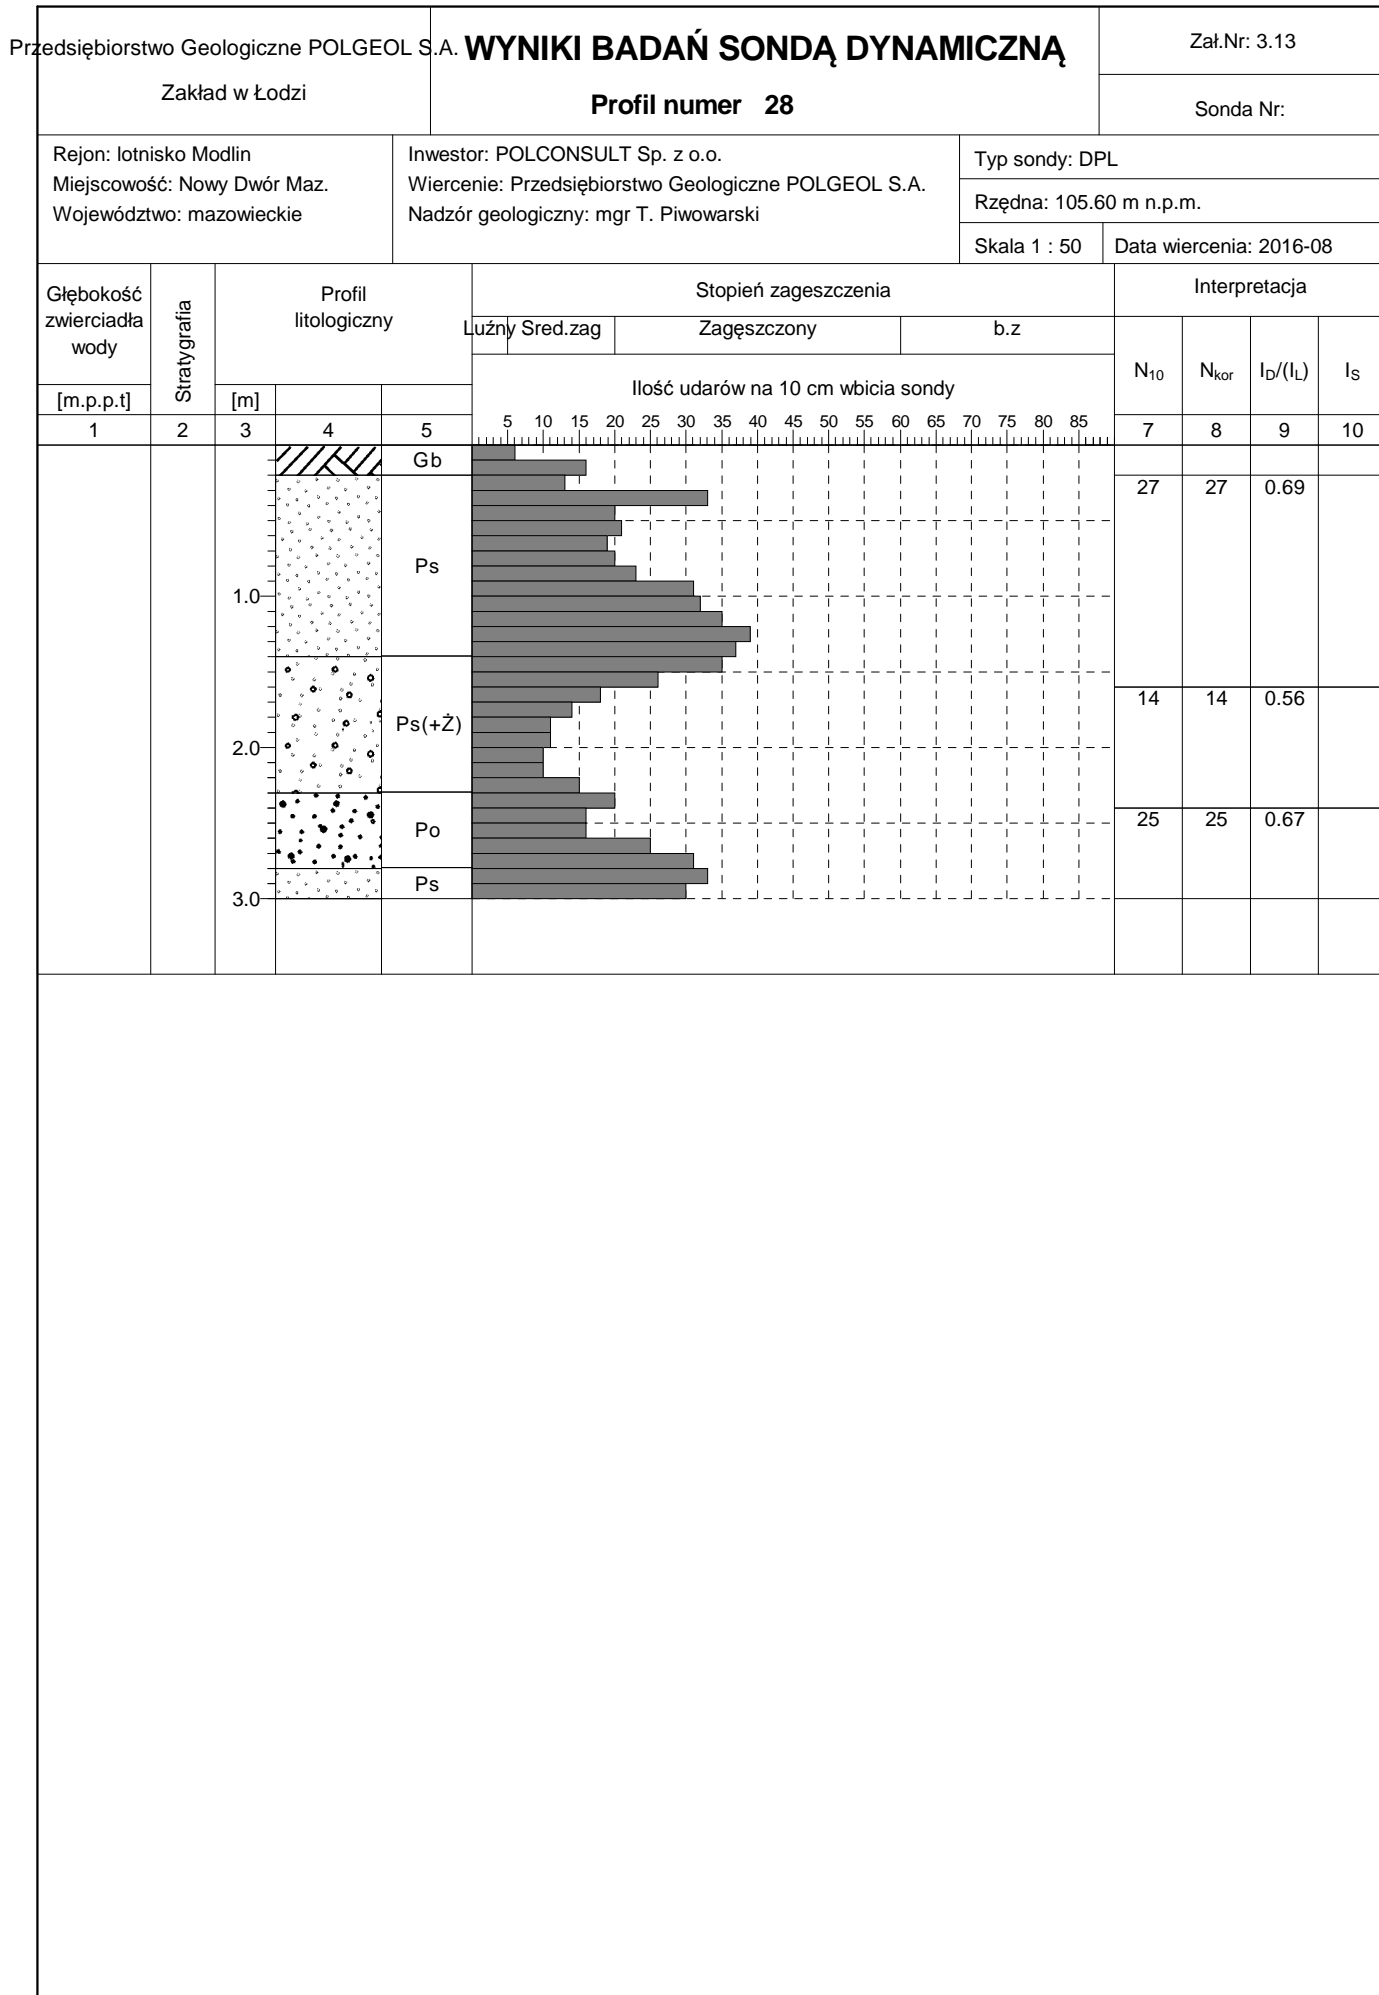 Przedsiębiorstwo Geologiczne POLGEOL S.A.
Zakład w Łodzi
WYNIKI BADAŃ SONDĄ DYNAMICZNĄ
Profil numer 28
Zał.Nr: 3.13
Sonda Nr:
Rejon: lotnisko Modlin
Miejscowość: Nowy Dwór Maz.
Województwo: mazowieckie
Inwestor: POLCONSULT Sp. z o.o.
Wiercenie: Przedsiębiorstwo Geologiczne POLGEOL S.A.
Nadzór geologiczny: mgr T. Piwowarski
Typ sondy: DPL
Rzędna: 105.60 m n.p.m.
Skala 1 : 50
Data wiercenia: 2016-08
Głębokość
zwierciadła
wody
[m.p.p.t]
Stratygrafia
Profil
litologiczny
[m]
Stopień zageszczenia
Luźny Sred.zag Zagęszczony b.z
Ilość udarów na 10 cm wbicia sondy
5 10 15 20 25 30 35 40 45 50 55 60 65 70 75 80 85
Interpretacja
N10 Nkor ID/(IL) IS
1 2 3 4 5 7 8 9 10
Gb
27 27 0.69
Ps
1.0
14 14 0.56
Ps(+Ż)
2.0
25 25 0.67
Po
Ps
3.0